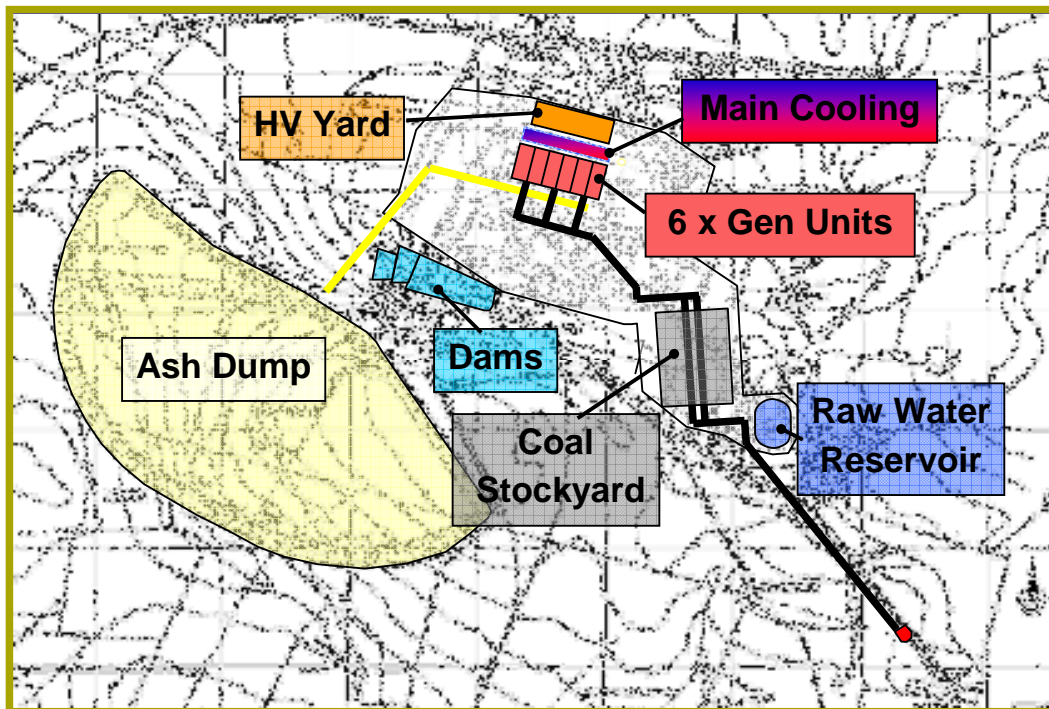 HV Yard
Main Cooling
6 x Gen Units
Ash Dump
Dams
Coal
Stockyard
Raw Water
Reservoir